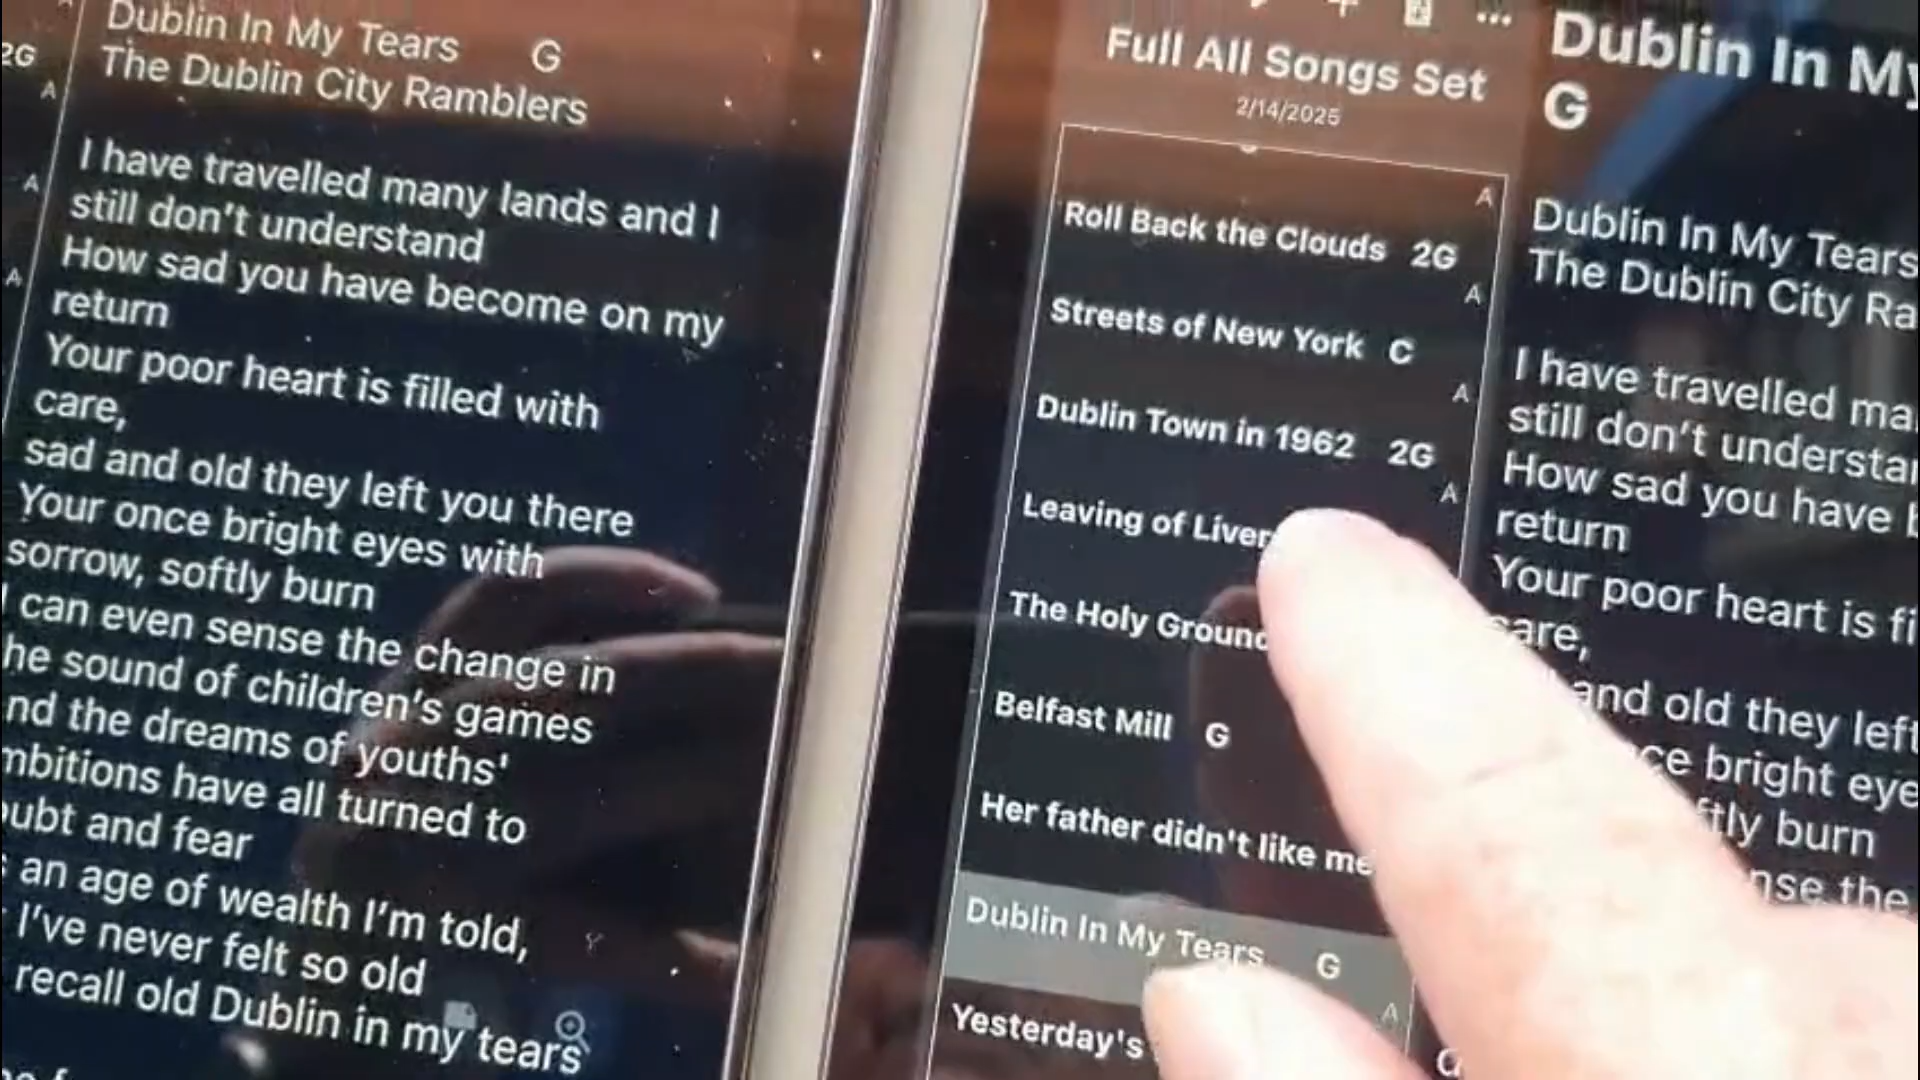 2G
A
A
A
Dublin In My Tears G
The Dublin City Ramblers
I have travelled many lands and I
still don't understand
How sad you have become on my
return
Your poor heart is filled with
care,
sad and old they left you there
Your once bright eyes with
sorrow, softly burn
can even sense the change in
he sound of children's games
nd the dreams of youths'
mbitions have all turned to
oubt and fear
an age of wealth I'm told,
I've never felt so old
recall old Dublin in my tears
Full All Songs Set
2/14/2025
A
Roll Back the Clouds 2G
A
Streets of New York C
A
Dublin Town in 1962 2G
A
Leaving of Liver
The Holy Ground
Belfast Mill G
Her father didn't like me
Dublin In My Tears G
A
Yesterday's
Dublin In My
G
Dublin In My Tears
The Dublin City Ra
I have travelled ma
still don't understa
How sad you have b
return
Your poor heart is fi
care,
and old they left
ce bright eye
ftly burn
nse the